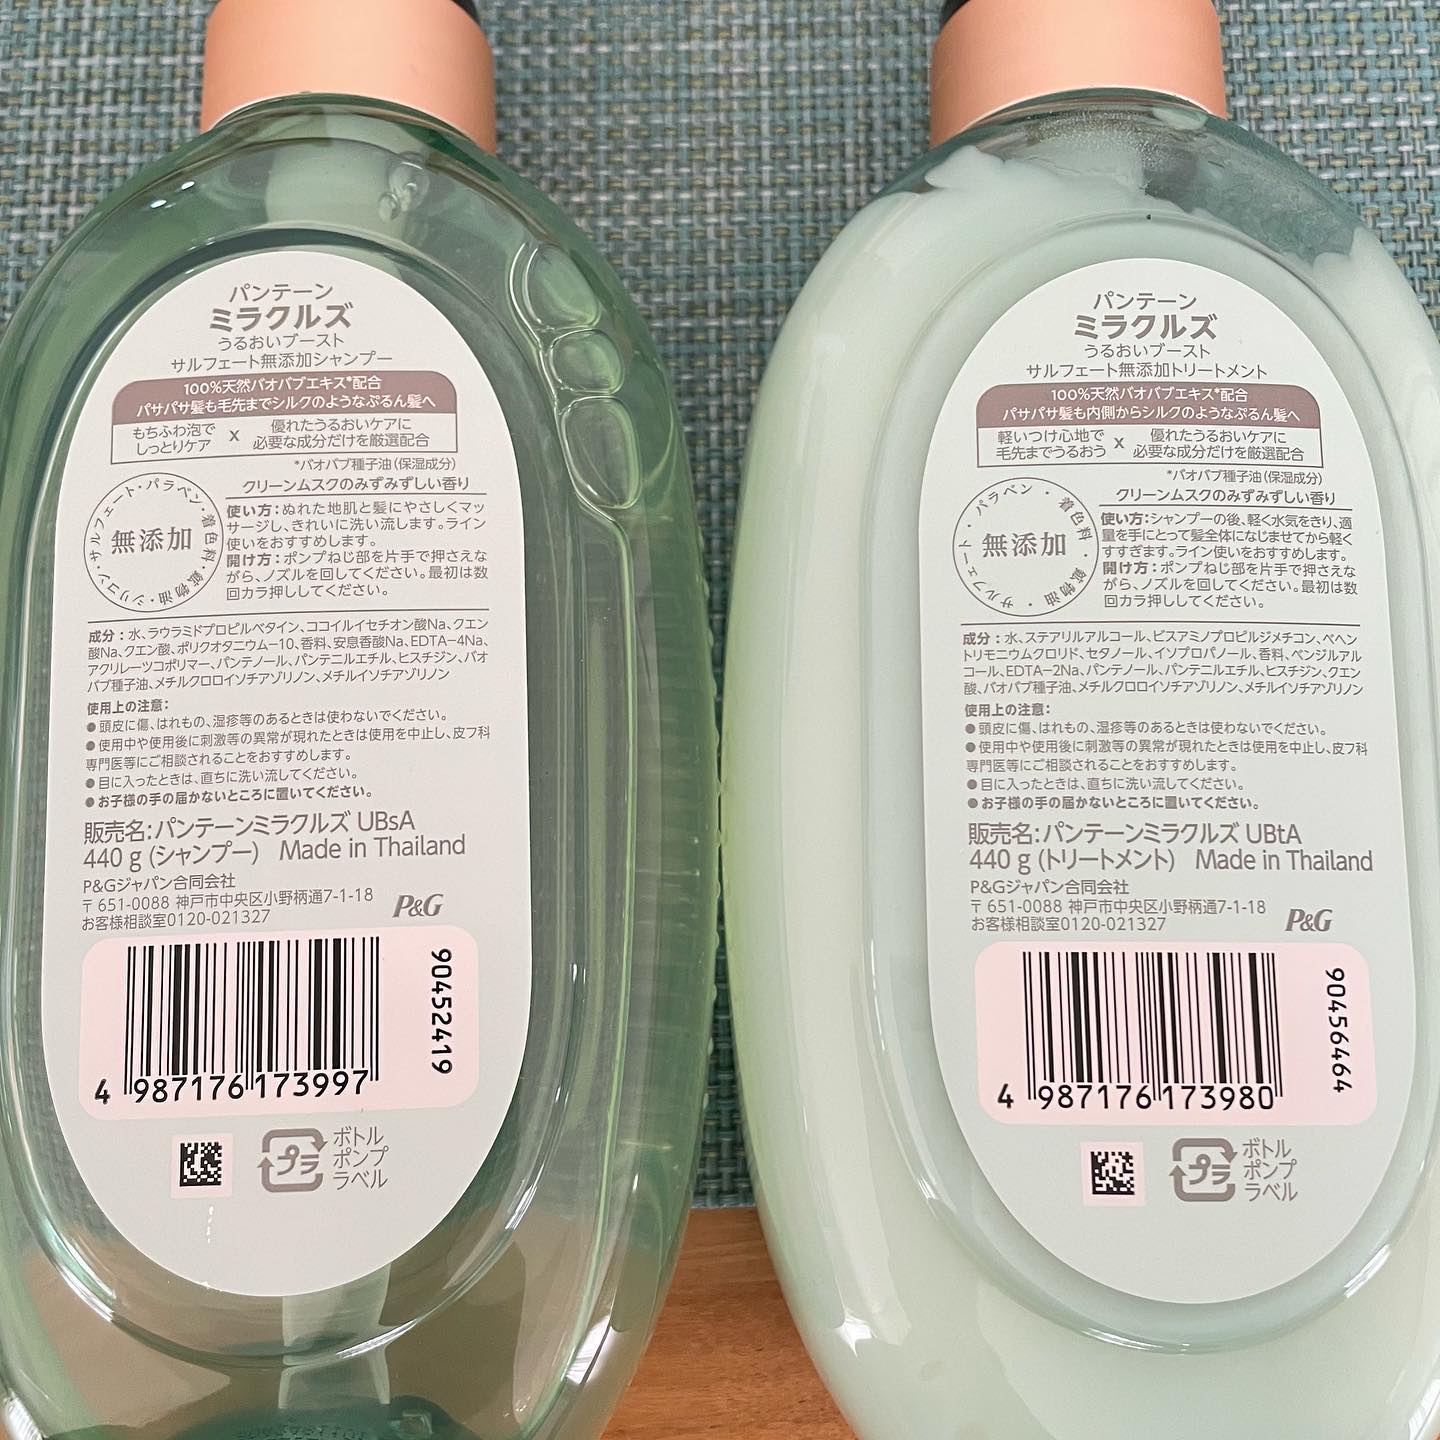 パンテーン
ミラクルズ
うるおいブースト
サルフェート無添加シャンプー
100%天然バオバブエキス*配合
パサパサ髪も毛先までシルクのようなぷるん髪へ
もちふわ泡で
しっとりケア
x
優れたうるおいケアに
必要な成分だけを厳選配合
*バオバブ種子油(保湿成分)
クリーンムスクのみずみずしい香り
サルフェート・パラベン・着色料・鉱物油・シリコン・
無添加
使い方:ぬれた地肌と髪にやさしくマッ
サージし、きれいに洗い流します。ライン
使いをおすすめします。
開け方:ポンプねじ部を片手で押さえな
がら、ノズルを回してください。最初は数
回カラ押ししてください。
成分:水、ラウラミドプロピルベタイン、ココイルイセチオン酸Na、クエン
酸Na、クエン酸、ポリクオタニウム-10、香料、安息香酸Na、EDTA-4Na、
アクリレーツコポリマー、パンテノール、パンテニルエチル、ヒスチジン、バオ
バブ種子油、メチルクロロイソチアゾリノン、メチルイソチアゾリノン
使用上の注意:
●頭皮に傷、はれもの、湿疹等のあるときは使わないでください。
●使用中や使用後に刺激等の異常が現れたときは使用を中止し、皮フ科
専門医等にご相談されることをおすすめします。
●目に入ったときは、直ちに洗い流してください。
●お子様の手の届かないところに置いてください。
販売名:パンテーンミラクルズ UBsA
440 g (シャンプー) Made in Thailand
P&Gジャパン合同会社
〒651-0088 神戸市中央区小野柄通7-1-18
お客様相談室0120-021327
P&G
90452419
4 987176 173997
プラ
ボトル
ポンプ
ラベル
パンテーン
ミラクルズ
うるおいブースト
サルフェート無添加トリートメント
100%天然バオバブエキス*配合
パサパサ髪も内側からシルクのようなぷるん髪へ
軽いつけ心地で
毛先までうるおう
x
優れたうるおいケアに
必要な成分だけを厳選配合
*バオバブ種子油(保湿成分)
クリーンムスクのみずみずしい香り
サルフェート・パラベン・着色料・鉱物油・
無添加
使い方:シャンプーの後、軽く水気をきり、適
量を手にとって髪全体になじませてから軽く
すすぎます。ライン使いをおすすめします。
開け方:ポンプねじ部を片手で押さえな
がら、ノズルを回してください。最初は数
回カラ押ししてください。
成分:水、ステアリルアルコール、ビスアミノプロピルジメチコン、ベヘン
トリモニウムクロリド、セタノール、イソプロパノール、香料、ベンジルアル
コール、EDTA-2Na、パンテノール、パンテニルエチル、ヒスチジン、クエン
酸、バオバブ種子油、メチルクロロイソチアゾリノン、メチルイソチアゾリノン
使用上の注意:
●頭皮に傷、はれもの、湿疹等のあるときは使わないでください。
●使用中や使用後に刺激等の異常が現れたときは使用を中止し、皮フ科
専門医等にご相談されることをおすすめします。
●目に入ったときは、直ちに洗い流してください。
●お子様の手の届かないところに置いてください。
販売名:パンテーンミラクルズ UBtA
440 g (トリートメント) Made in Thailand
P&Gジャパン合同会社
〒651-0088 神戸市中央区小野柄通7-1-18
お客様相談室0120-021327
P&G
90456464
4 987176 173980
プラ
ボトル
ポンプ
ラベル